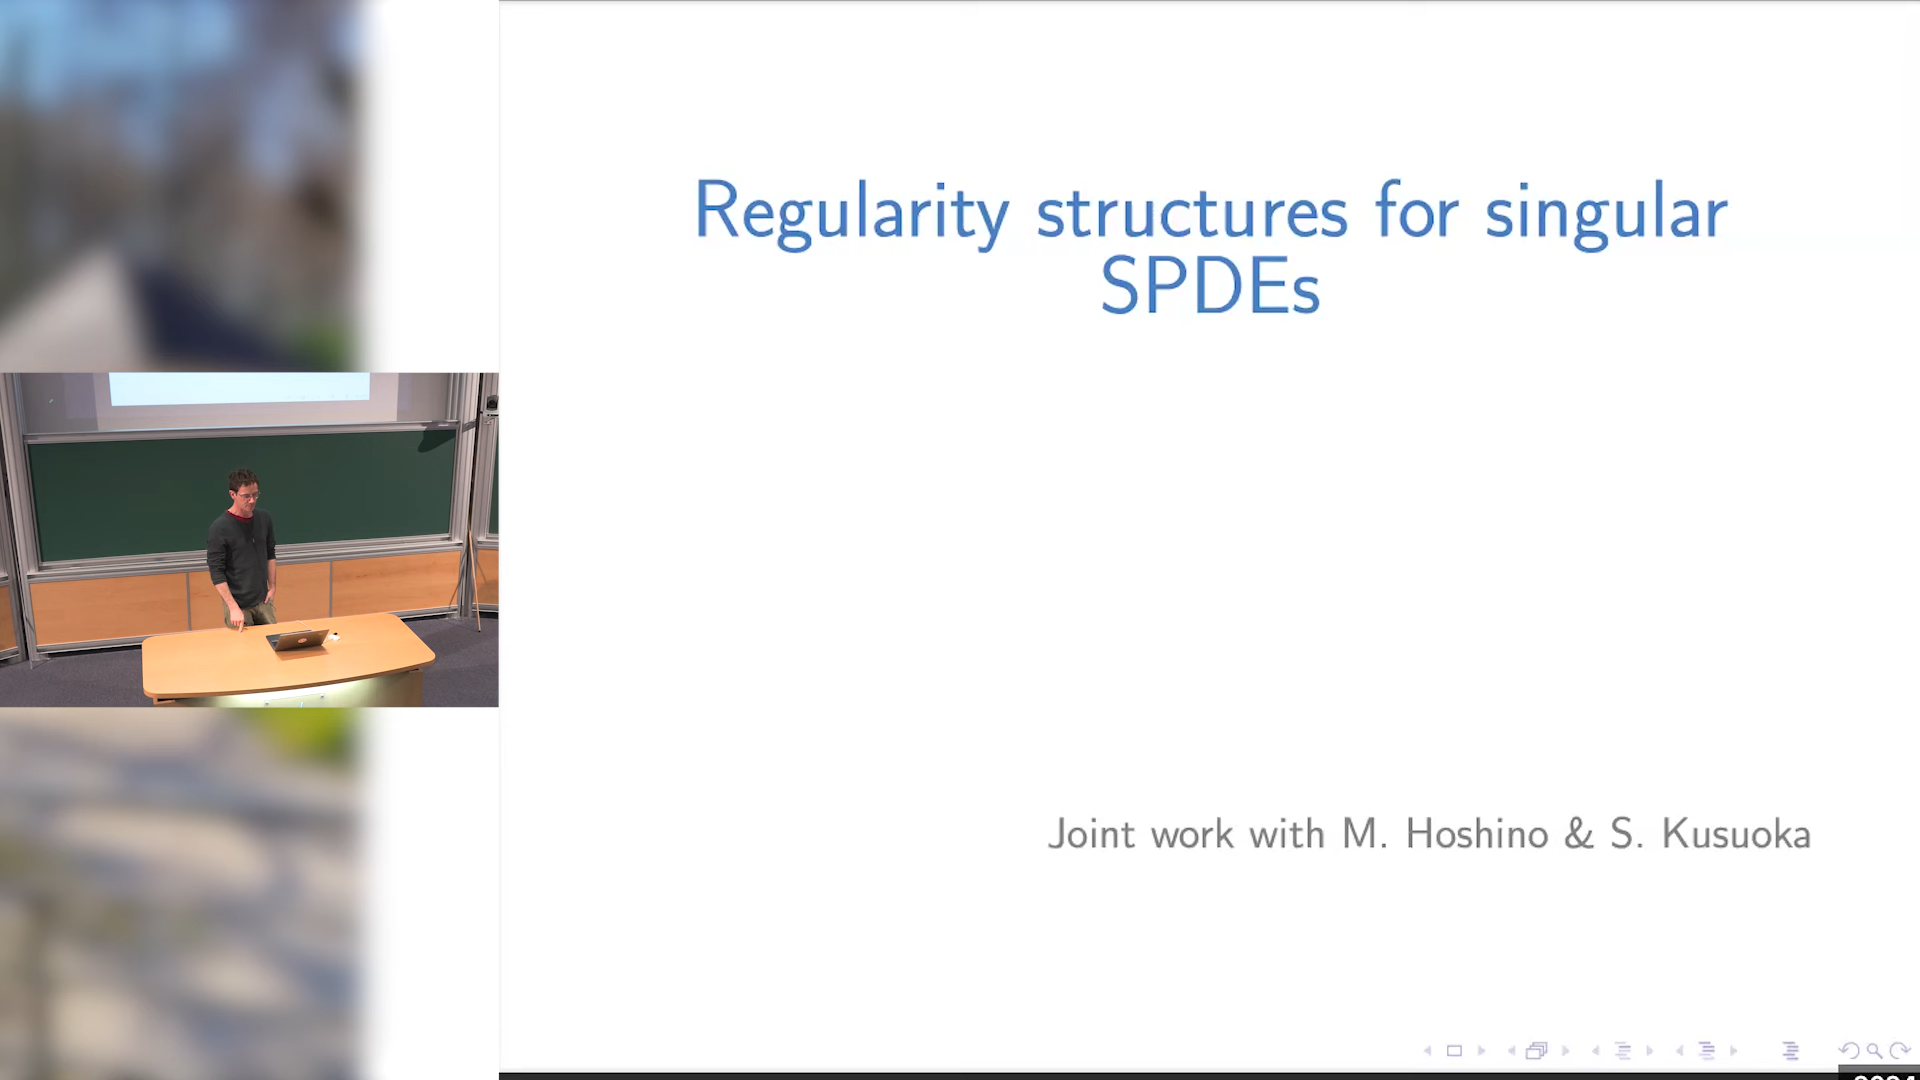 Regularity structures for singular
SPDEs
Joint work with M. Hoshino & S. Kusuoka